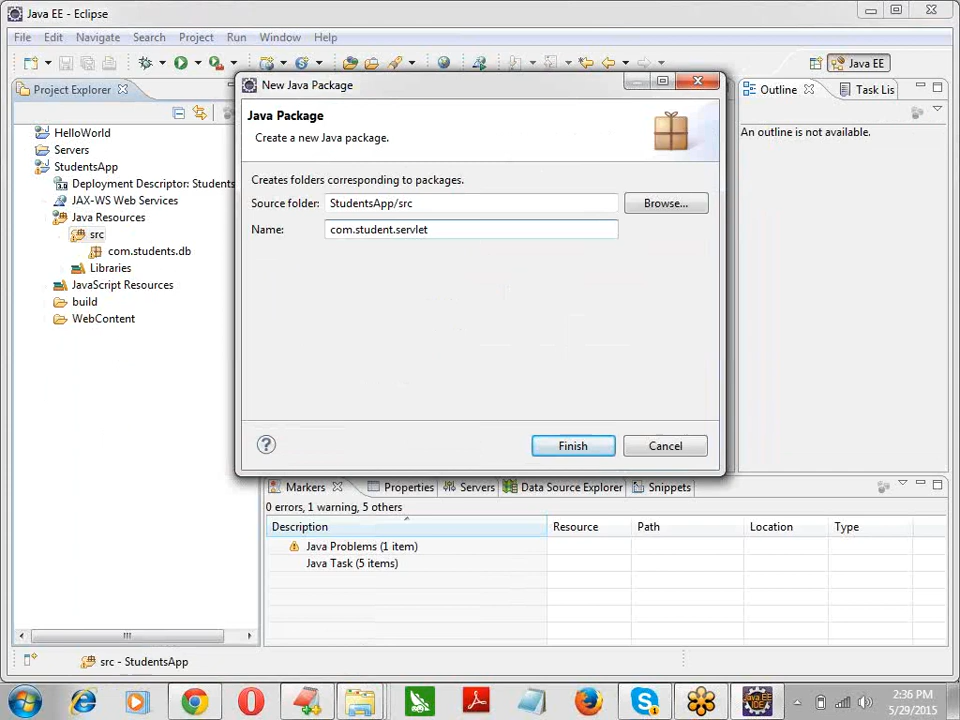 Java EE - Eclipse
File Edit Navigate Search Project Run Window Help
Java EE
Project Explorer
HelloWorld
Servers
StudentsApp
Deployment Descriptor: Students
JAX-WS Web Services
Java Resources
src
com.students.db
Libraries
JavaScript Resources
build
WebContent
New Java Package
Java Package
Create a new Java package.
Creates folders corresponding to packages.
Source folder: StudentsApp/src Browse...
Name: com.student.servlet
Finish Cancel
Outline Task Lis
An outline is not available.
Markers Properties Servers Data Source Explorer Snippets
0 errors, 1 warning, 5 others
Description Resource Path Location Type
Java Problems (1 item)
Java Task (5 items)
src - StudentsApp
2:36 PM
5/29/2015